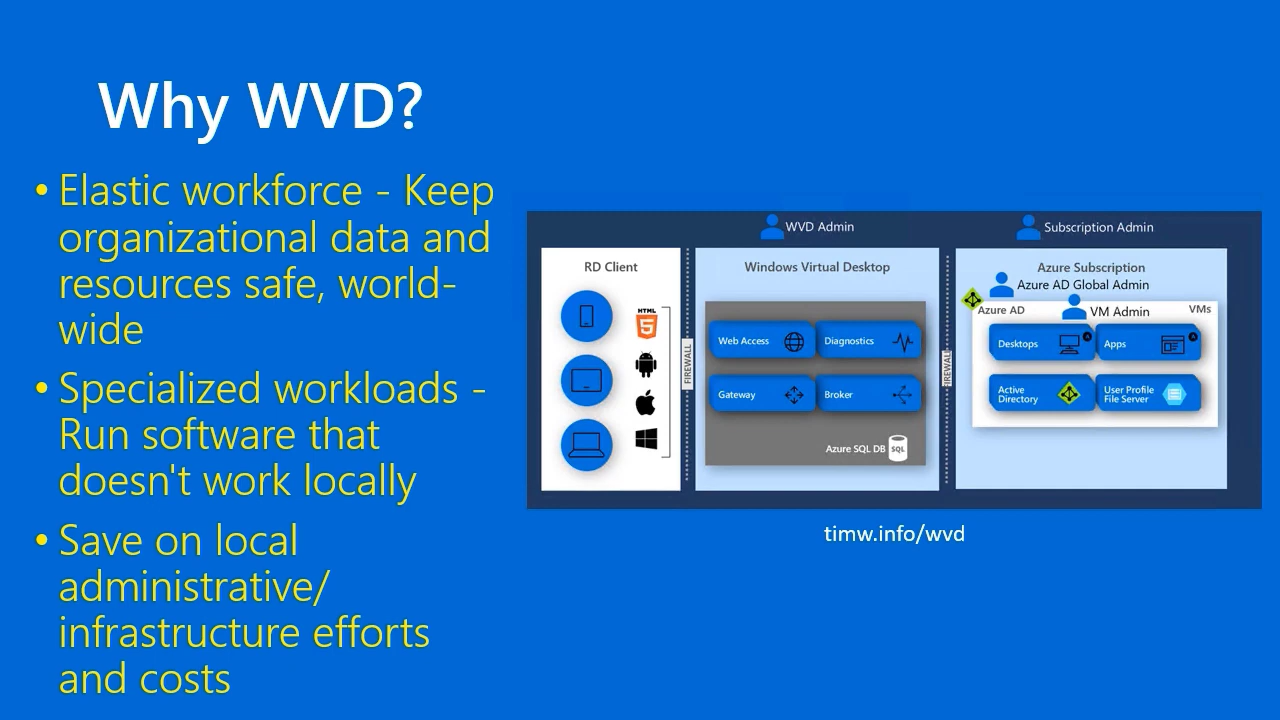 Why WVD?
• Elastic workforce - Keep
organizational data and
resources safe, world-
wide
• Specialized workloads -
Run software that
doesn't work locally
• Save on local
administrative/
infrastructure efforts
and costs
WVD Admin
Subscription Admin
RD Client
HTML
5
FIREWALL
Windows Virtual Desktop
Web Access
Diagnostics
Gateway
Broker
Azure SQL DB
SQL
FIREWALL
Azure Subscription
Azure AD Global Admin
Azure AD
VM Admin
VMs
Desktops
Apps
Active
Directory
User Profile
File Server
timw.info/wvd